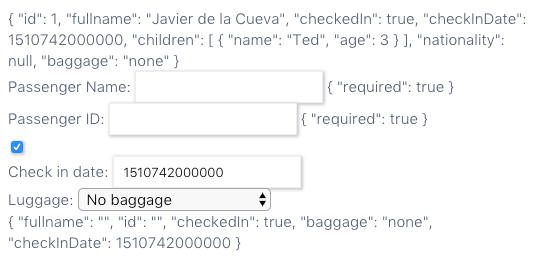 { "id": 1, "fullname": "Javier de la Cueva", "checkedIn": true, "checkInDate":
1510742000000, "children": [ { "name": "Ted", "age": 3 } ], "nationality":
null, "baggage": "none" }
Passenger Name: { "required": true }
Passenger ID: { "required": true }
Check in date: 1510742000000
Luggage: No baggage
{ "fullname": "", "id": "", "checkedIn": true, "baggage": "none",
"checkInDate": 1510742000000 }